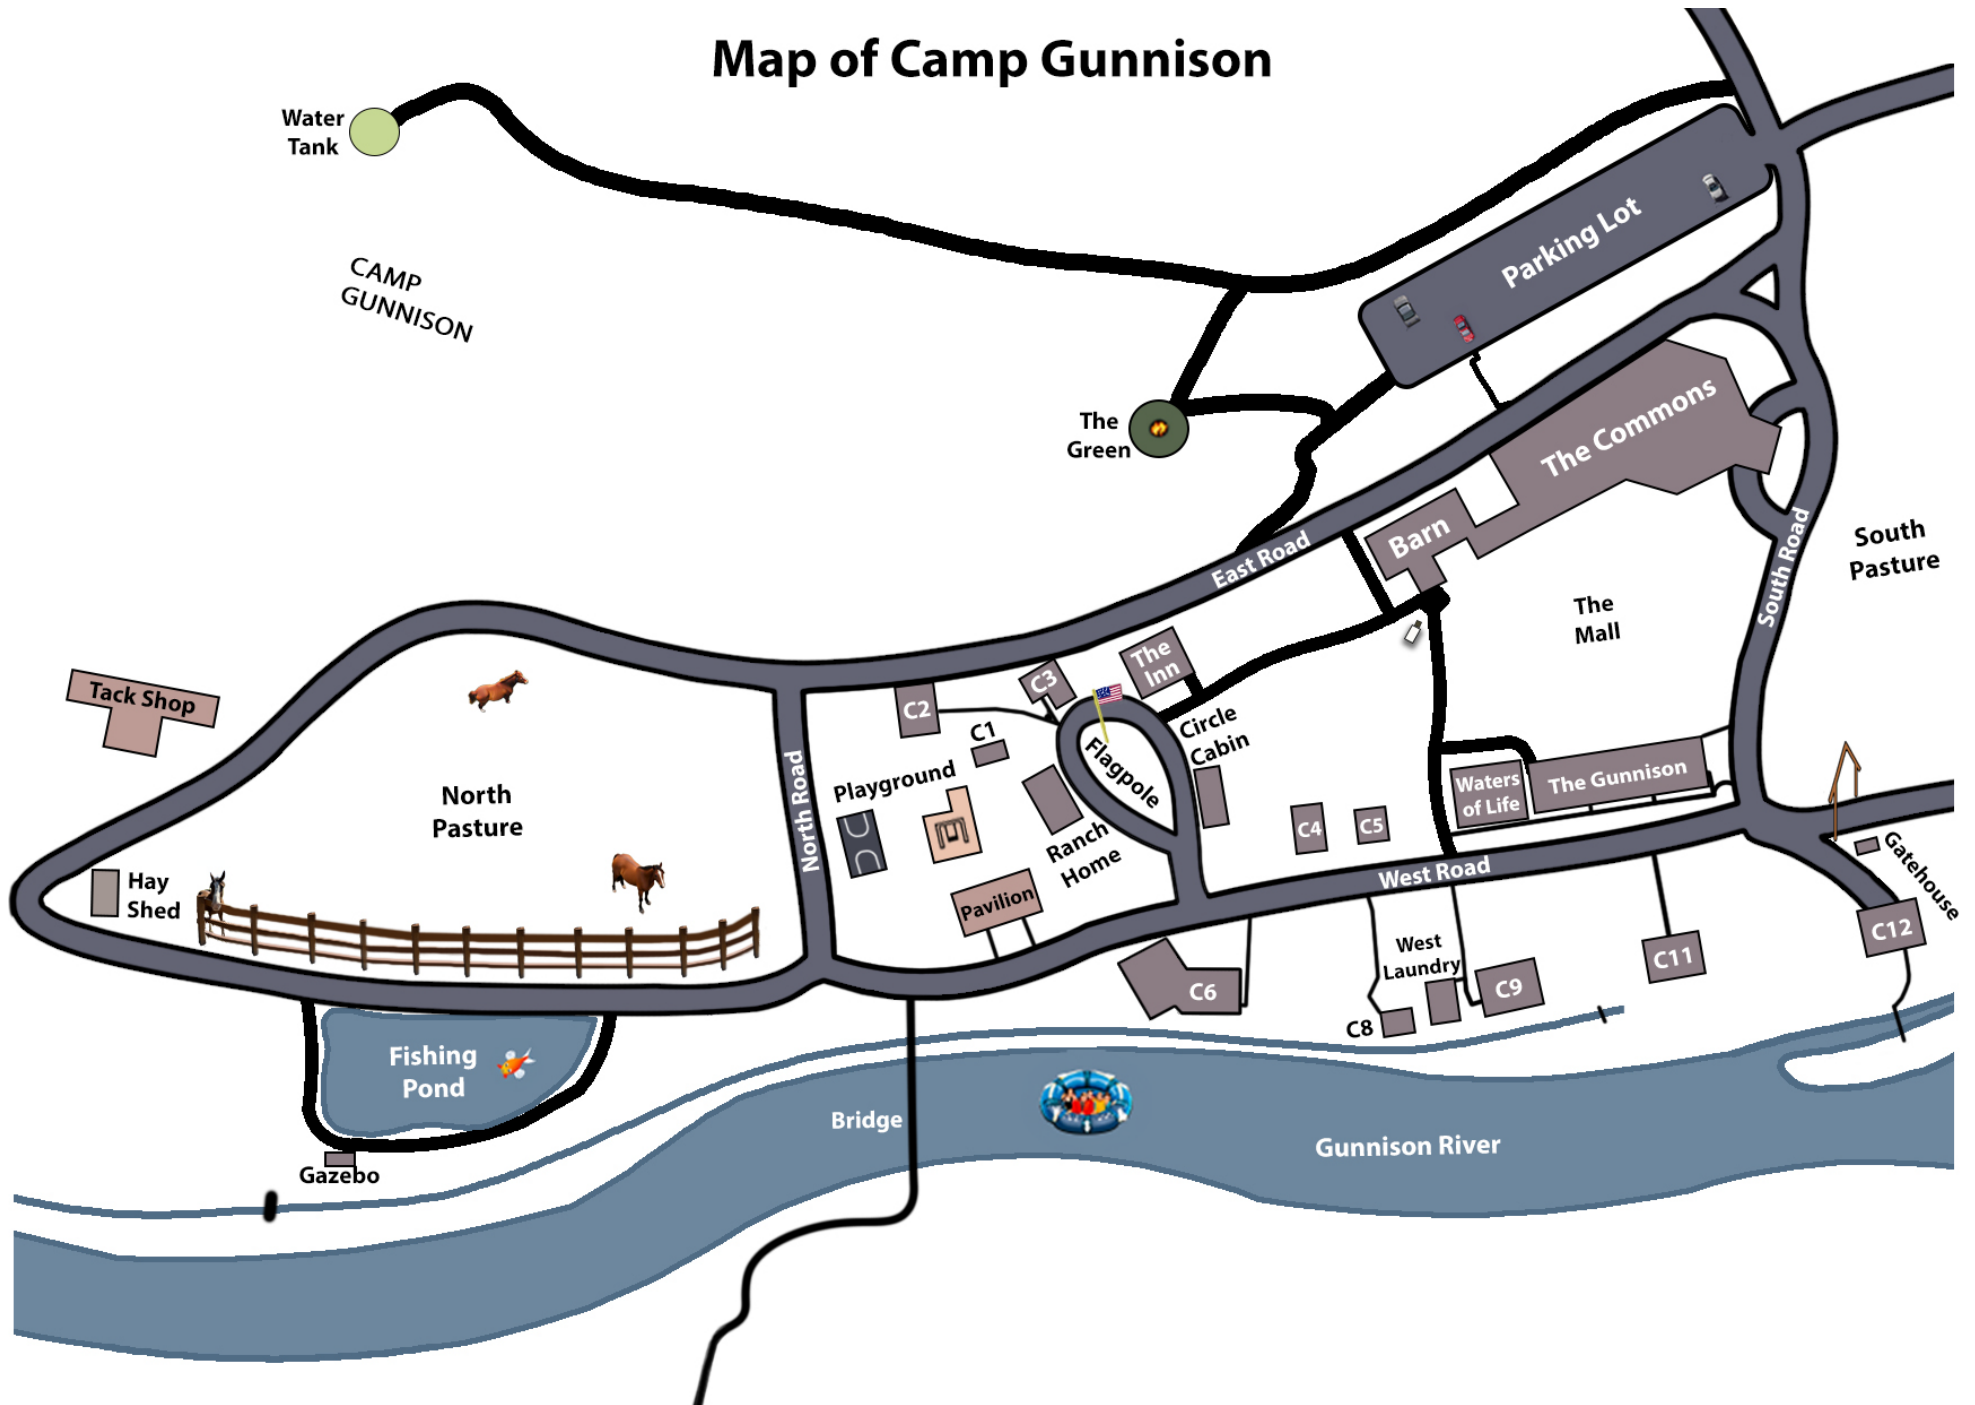 Map of Camp Gunnison
Water
Tank
CAMP
GUNNISON
Parking Lot
The
Green
The Commons
Barn
East Road
South Road
South
Pasture
The
Mall
Tack Shop
North
Pasture
Hay
Shed
North Road
C2
C3
C1
The
Inn
Circle
Cabin
Flagpole
Playground
Ranch
Home
Pavilion
C4
C5
Waters
of Life
The Gunnison
West Road
Gatehouse
C12
C11
West
Laundry
C9
C8
C6
Fishing
Pond
Gazebo
Bridge
Gunnison River